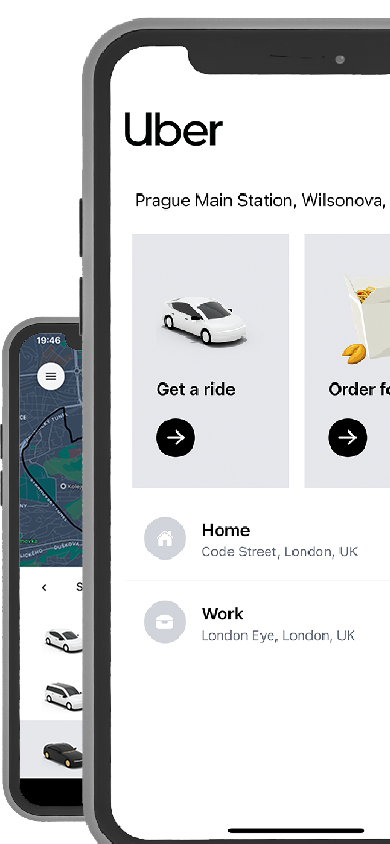 Uber
Prague Main Station, Wilsonova,
Get a ride
Order
Home
Code Street, London, UK
Work
London Eye, London, UK
19:46